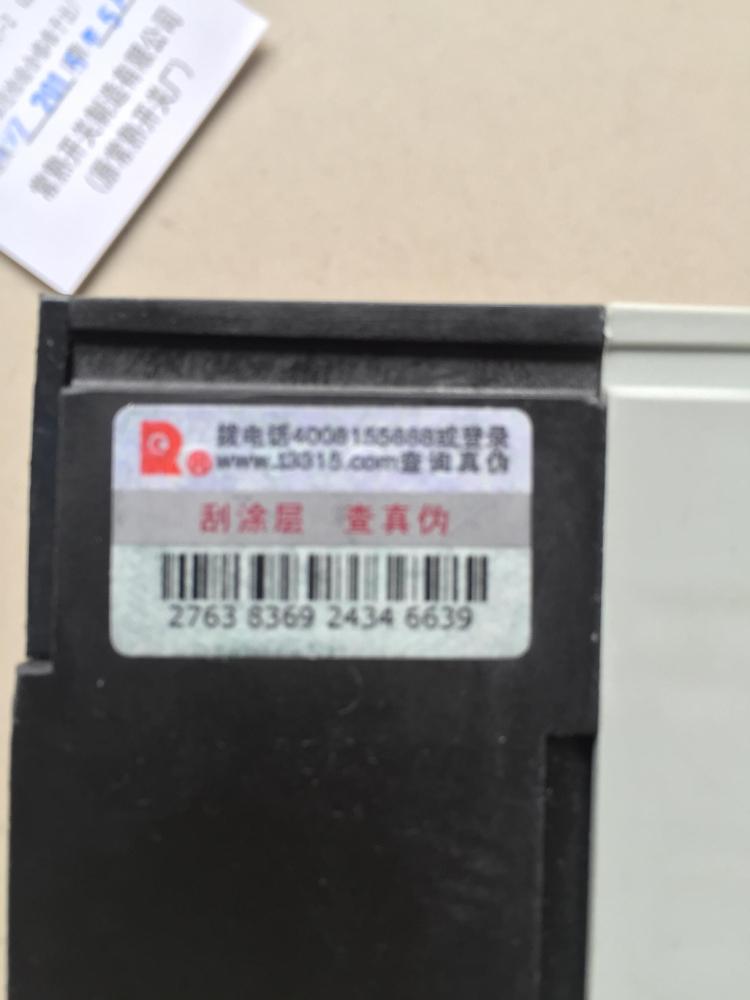 常熟开关制造有限公司
(原常熟开关厂)
拨电话4008155888或登录
www.t3315.com查询真伪
刮涂层 查真伪
2763 8369 2434 6639